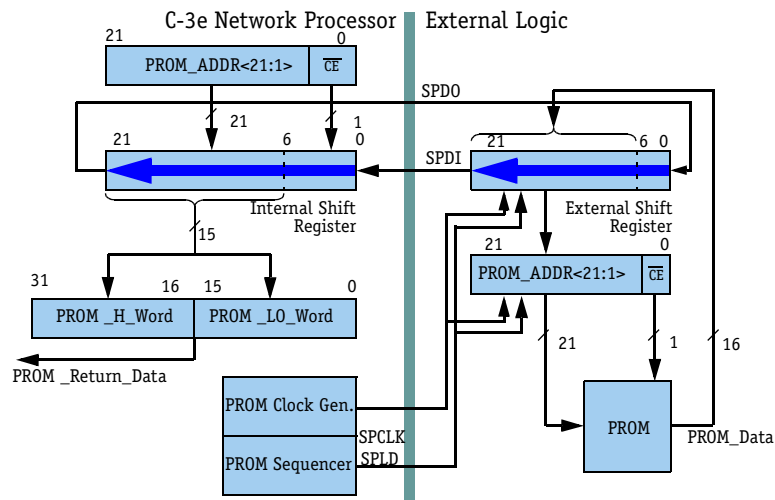 C-3e Network Processor
External Logic
21
0
PROM_ADDR<21:1>
CE
SPDO
21
1
21
6
0
SPDI
21
6
0
Internal Shift
Register
External Shift
Register
15
21
0
PROM_ADDR<21:1>
CE
31
16
15
0
PROM _H_Word
PROM _LO_Word
21
1
16
PROM _Return_Data
PROM Clock Gen.
SPCLK
PROM Sequencer
SPLD
PROM
PROM_Data